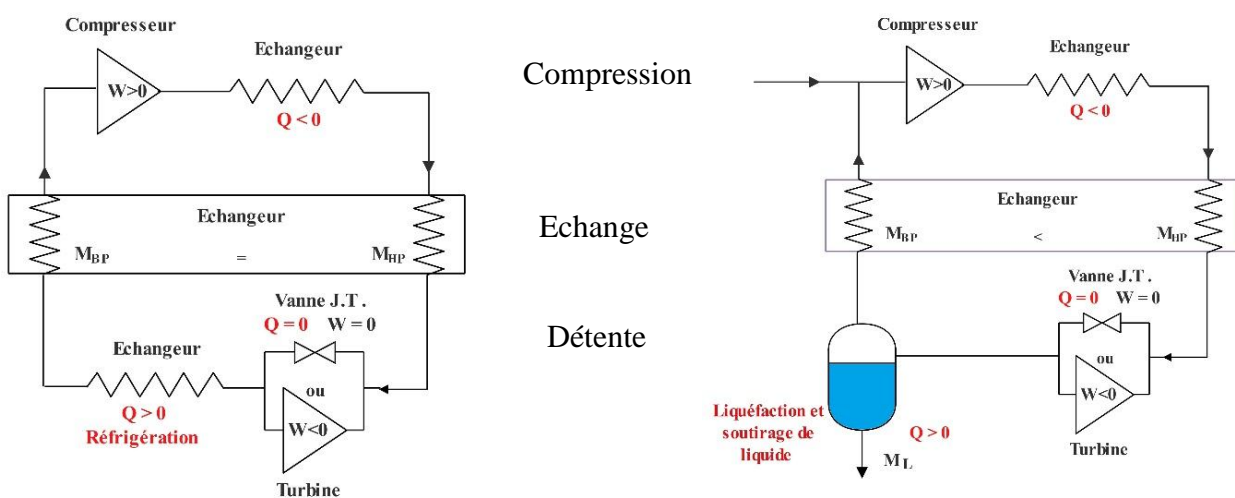 Compresseur
W>0
Echangeur
Q < 0
Echangeur
M_BP
=
M_HP
Vanne J.T .
Q = 0 W = 0
ou
W<0
Turbine
Echangeur
Q > 0
Réfrigération
Compression
Echange
Détente
Compresseur
W>0
Echangeur
Q < 0
Echangeur
M_BP
<
M_HP
Vanne J.T.
Q = 0 W = 0
ou
W<0
Turbine
Liquéfaction et
soutirage de
liquide
Q > 0
M_L